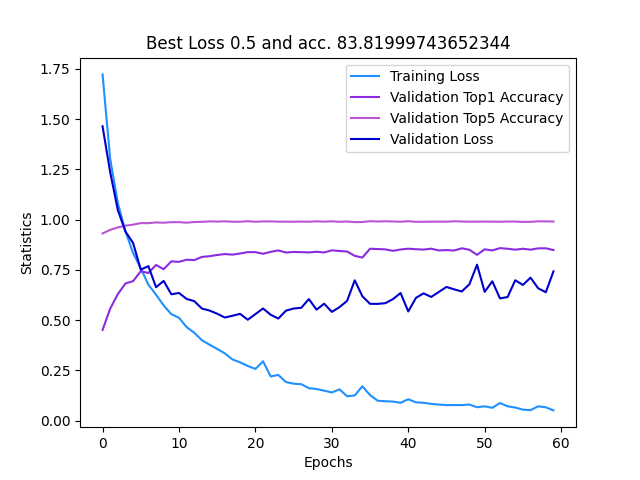 Best Loss 0.5 and acc. 83.81999743652344
Training Loss
Validation Top1 Accuracy
Validation Top5 Accuracy
Validation Loss
1.75
1.50
1.25
1.00
0.75
0.50
0.25
0.00
Statistics
0 10 20 30 40 50 60
Epochs